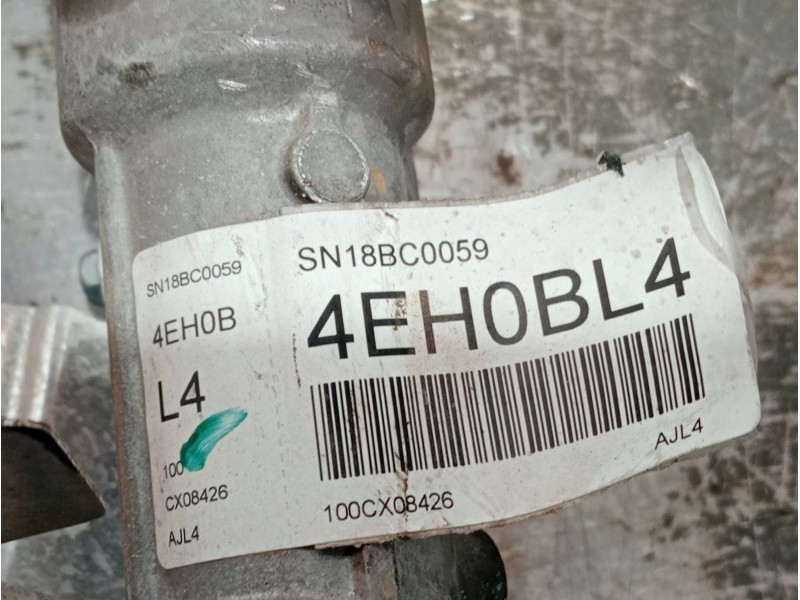 SN18BC0059
4EH0B
L4
100
CX08426
AJL4
SN18BC0059
4EH0BL4
100CX08426
AJL4